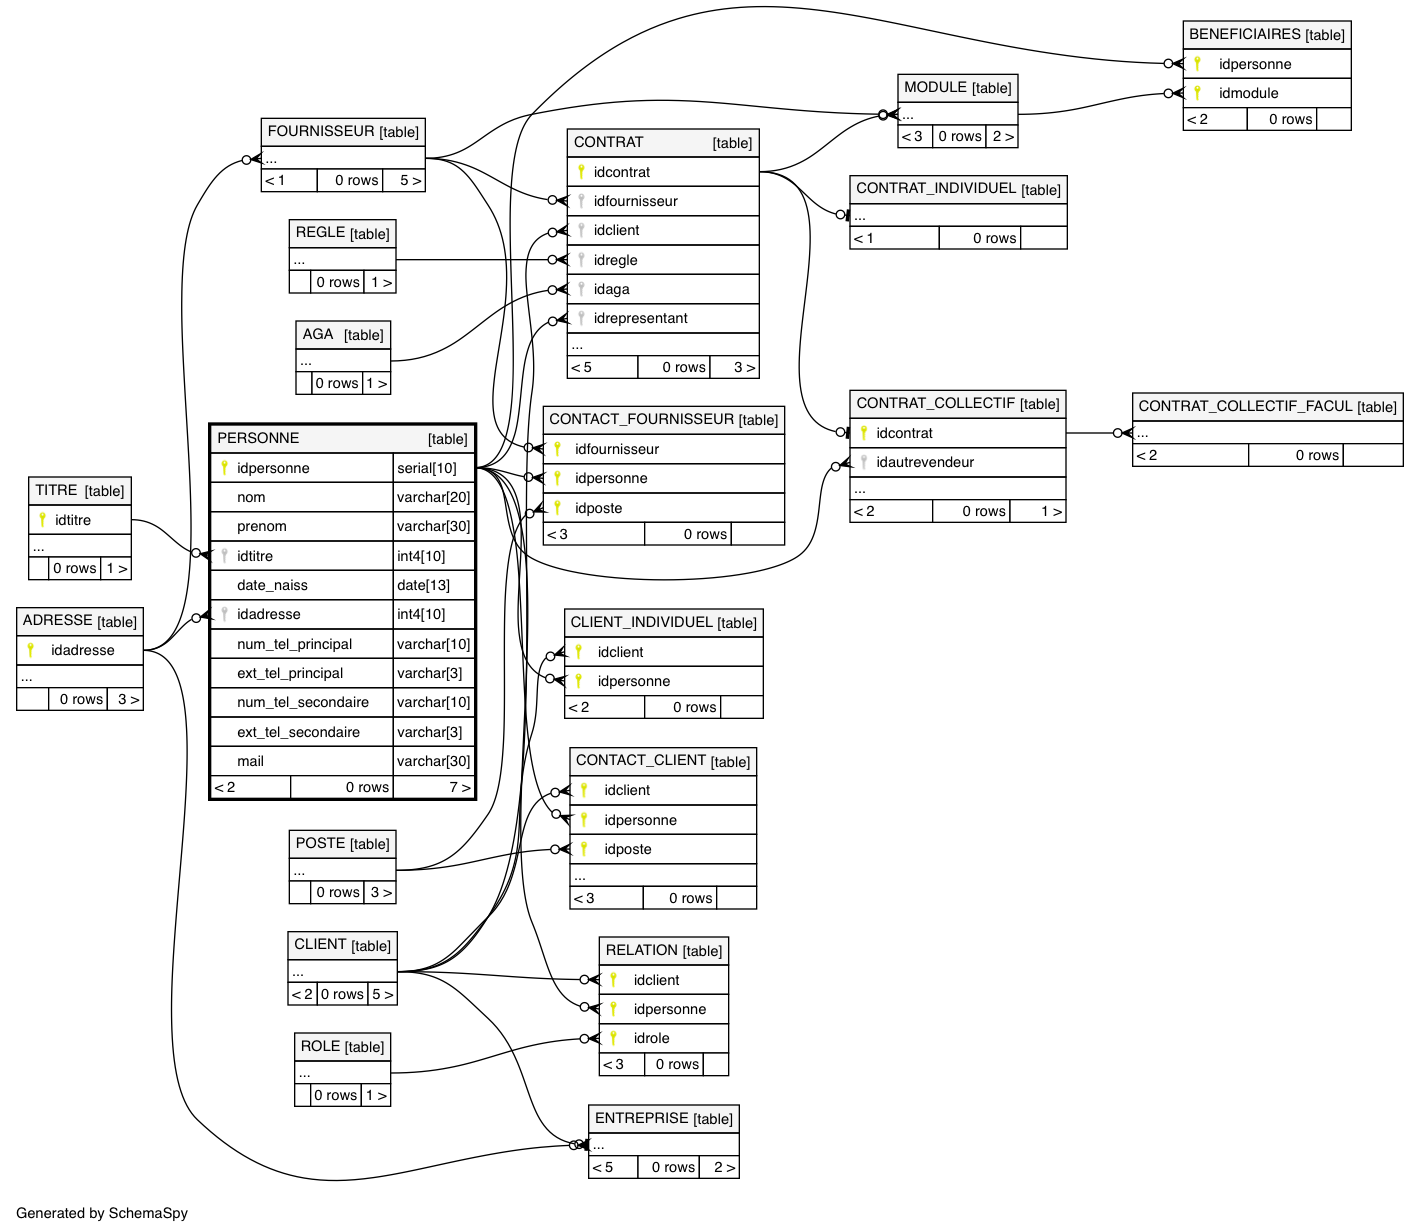 BENEFICIAIRES [table]
idpersonne
idmodule
< 2 0 rows
MODULE [table]
...
< 3 0 rows 2 >
FOURNISSEUR [table]
...
< 1 0 rows 5 >
CONTRAT [table]
idcontrat
idfournisseur
idclient
idregle
idaga
idrepresentant
...
< 5 0 rows 3 >
CONTRAT_INDIVIDUEL [table]
...
< 1 0 rows
REGLE [table]
...
0 rows 1 >
AGA [table]
...
0 rows 1 >
CONTRAT_COLLECTIF [table]
idcontrat
idautrevendeur
...
< 2 0 rows 1 >
CONTRAT_COLLECTIF_FACUL [table]
...
< 2 0 rows
CONTACT_FOURNISSEUR [table]
idfournisseur
idpersonne
idposte
< 3 0 rows
PERSONNE [table]
idpersonne serial[10]
nom varchar[20]
prenom varchar[30]
idtitre int4[10]
date_naiss date[13]
idadresse int4[10]
num_tel_principal varchar[10]
ext_tel_principal varchar[3]
num_tel_secondaire varchar[10]
ext_tel_secondaire varchar[3]
mail varchar[30]
< 2 0 rows 7 >
TITRE [table]
idtitre
...
0 rows 1 >
ADRESSE [table]
idadresse
...
0 rows 3 >
CLIENT_INDIVIDUEL [table]
idclient
idpersonne
< 2 0 rows
CONTACT_CLIENT [table]
idclient
idpersonne
idposte
...
< 3 0 rows
POSTE [table]
...
0 rows 3 >
CLIENT [table]
...
< 2 0 rows 5 >
RELATION [table]
idclient
idpersonne
idrole
< 3 0 rows
ROLE [table]
...
0 rows 1 >
ENTREPRISE [table]
...
< 5 0 rows 2 >
Generated by SchemaSpy